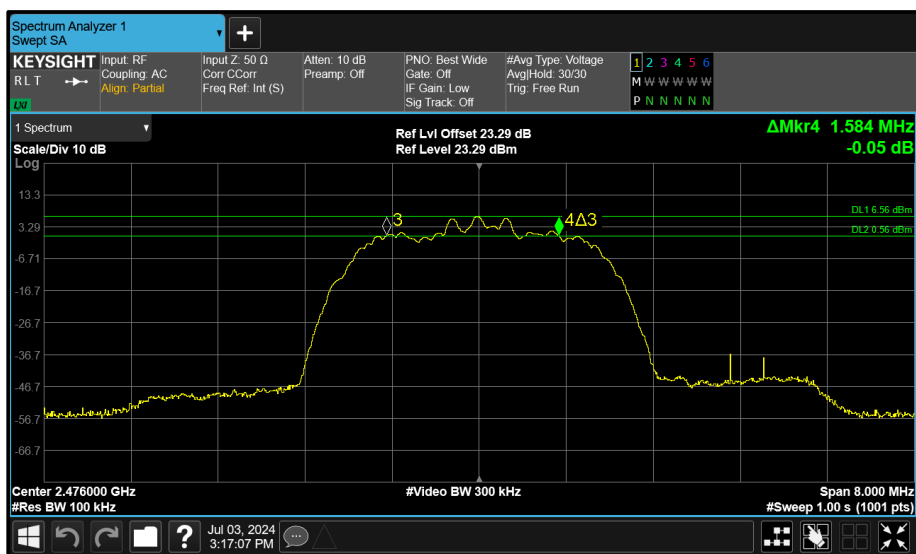 Spectrum Analyzer 1
Swept SA
+
KEYSIGHT
R L T
LXI
Input: RF
Coupling: AC
Align: Partial
Input Z: 50 Ω
Corr CCorr
Freq Ref: Int (S)
Atten: 10 dB
Preamp: Off
PNO: Best Wide
Gate: Off
IF Gain: Low
Sig Track: Off
#Avg Type: Voltage
Avg|Hold: 30/30
Trig: Free Run
1 2 3 4 5 6
M W W W W W
P N N N N N
1 Spectrum
Scale/Div 10 dB
Log
Ref Lvl Offset 23.29 dB
Ref Level 23.29 dBm
ΔMkr4 1.584 MHz
-0.05 dB
13.3
3.29
-6.71
-16.7
-26.7
-36.7
-46.7
-56.7
-66.7
3
4Δ3
DL1 6.56 dBm
DL2 0.56 dBm
Center 2.476000 GHz
#Res BW 100 kHz
#Video BW 300 kHz
Span 8.000 MHz
#Sweep 1.00 s (1001 pts)
?
Jul 03, 2024
3:17:07 PM